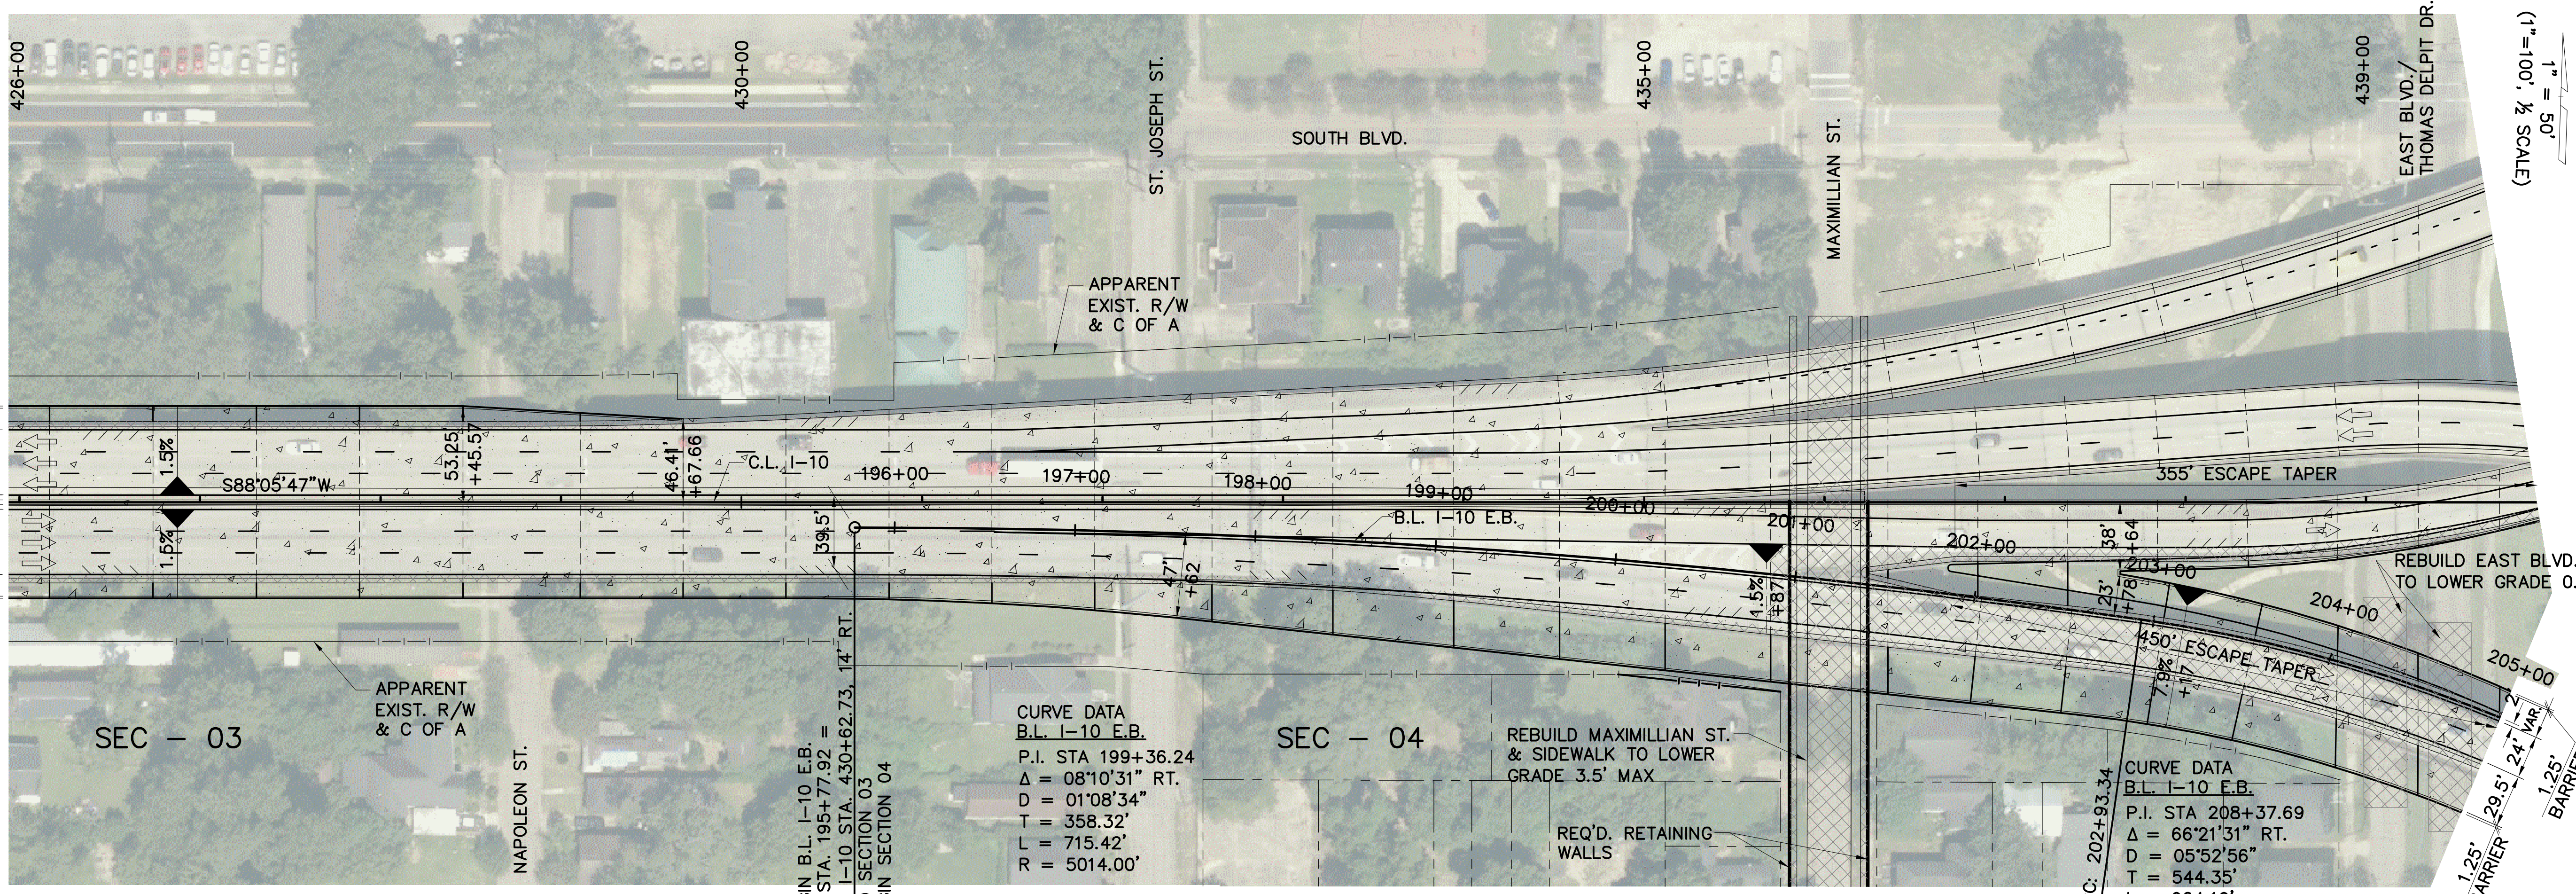 426+00
430+00
ST. JOSEPH ST.
SOUTH BLVD.
435+00
MAXIMILLIAN ST.
439+00
EAST BLVD./
THOMAS DELPIT DR.
1" = 50'
(1"=100', ½ SCALE)
APPARENT
EXIST. R/W
& C OF A
1.5%
1.5%
S88°05'47"W
53.25'
+45.57
46.41'
+67.66
C.L. I-10
39.5'
196+00
197+00
198+00
199+00
200+00
201+00
202+00
203+00
204+00
205+00
B.L. I-10 E.B.
47'
+62
1.5%
+87
355' ESCAPE TAPER
38'
+64
23'
+78
450' ESCAPE TAPER
7.9%
+17
REBUILD EAST BLVD.
TO LOWER GRADE 0.
APPARENT
EXIST. R/W
& C OF A
SEC - 03
NAPOLEON ST.
IN B.L. I-10 E.B.
STA. 195+77.92 =
I-10 STA. 430+62.73, 14' RT.
SECTION 03
IN SECTION 04
CURVE DATA
B.L. I-10 E.B.
P.I. STA 199+36.24
Δ = 08°10'31" RT.
D = 01°08'34"
T = 358.32'
L = 715.42'
R = 5014.00'
SEC - 04
REBUILD MAXIMILLIAN ST.
& SIDEWALK TO LOWER
GRADE 3.5' MAX
REQ'D. RETAINING
WALLS
C: 202+93.34
CURVE DATA
B.L. I-10 E.B.
P.I. STA 208+37.69
Δ = 66°21'31" RT.
D = 05°52'56"
T = 544.35'
2'
VAR.
24'
29.5'
1.25'
BARRIER
1.25'
BARRIER